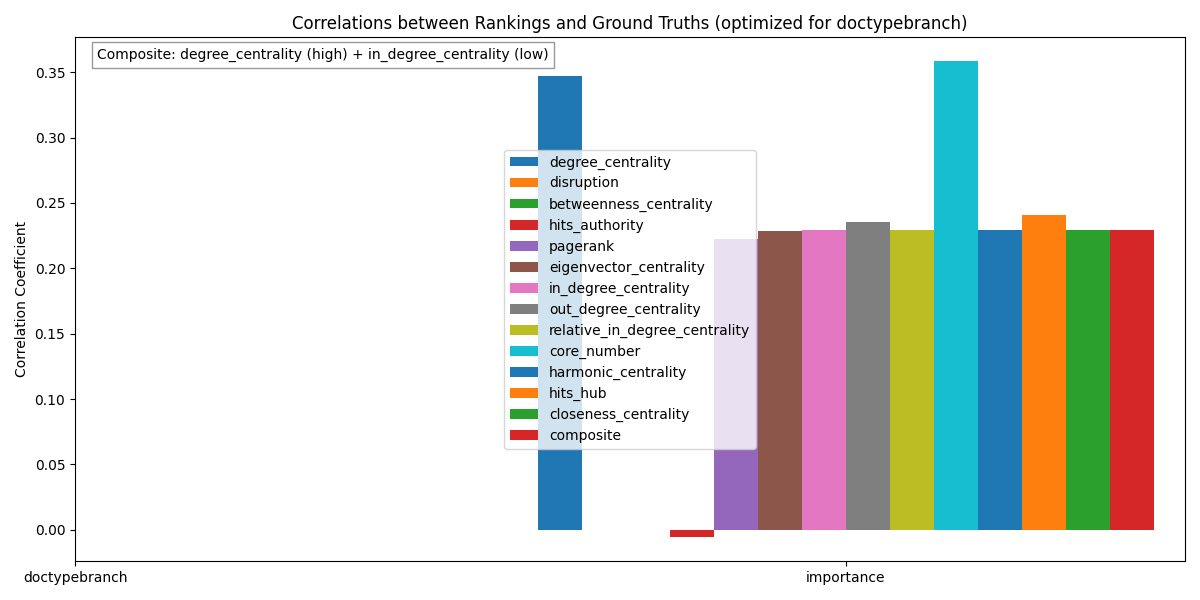 Correlations between Rankings and Ground Truths (optimized for doctypebranch)
Composite: degree_centrality (high) + in_degree_centrality (low)
Correlation Coefficient
0.35
0.30
0.25
0.20
0.15
0.10
0.05
0.00
degree_centrality
disruption
betweenness_centrality
hits_authority
pagerank
eigenvector_centrality
in_degree_centrality
out_degree_centrality
relative_in_degree_centrality
core_number
harmonic_centrality
hits_hub
closeness_centrality
composite
doctypebranch
importance